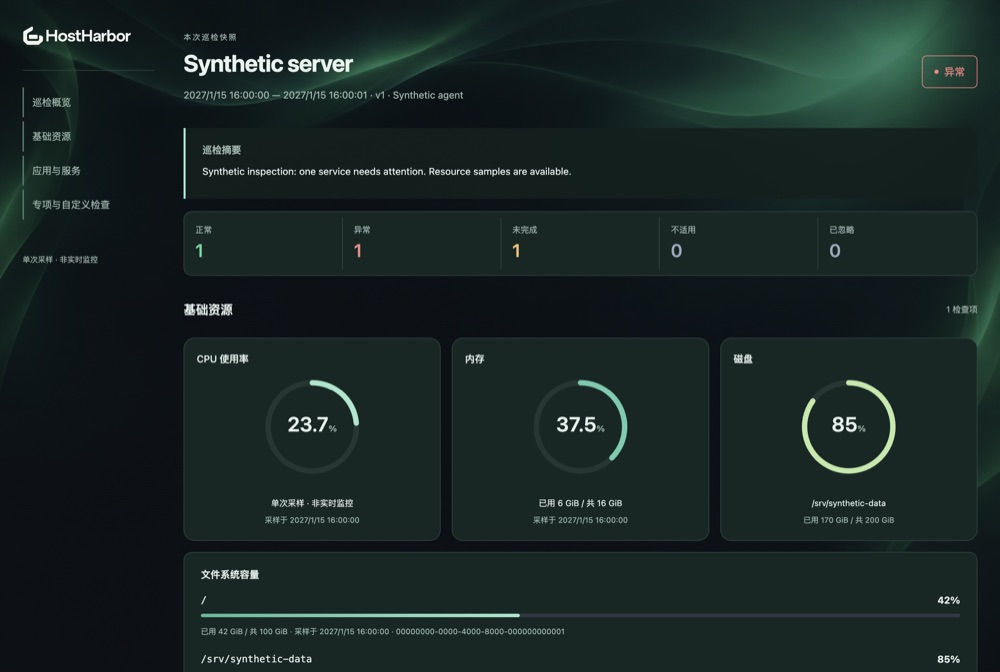 HostHarbor
巡检概览
基础资源
应用与服务
专项与自定义检查
单次采样 · 非实时监控
本次巡检快照
Synthetic server
2027/1/15 16:00:00 — 2027/1/15 16:00:01 · v1 · Synthetic agent
异常
巡检摘要
Synthetic inspection: one service needs attention. Resource samples are available.
正常
1
异常
1
未完成
1
不适用
0
已忽略
0
基础资源
1 检查项
CPU 使用率
23.7%
单次采样 · 非实时监控
采样于 2027/1/15 16:00:00
内存
37.5%
已用 6 GiB / 共 16 GiB
采样于 2027/1/15 16:00:00
磁盘
85%
/srv/synthetic-data
已用 170 GiB / 共 200 GiB
文件系统容量
/
42%
已用 42 GiB / 共 100 GiB · 采样于 2027/1/15 16:00:00 · 00000000-0000-4000-8000-000000000001
/srv/synthetic-data
85%